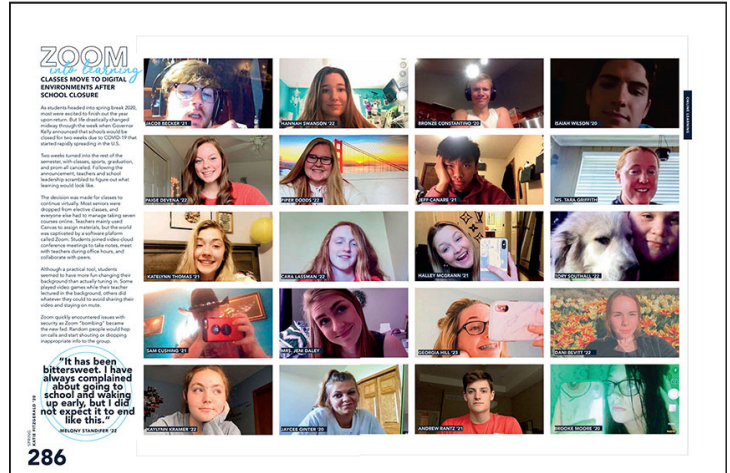 ZOOM
into learning
CLASSES MOVE TO DIGITAL
ENVIRONMENTS AFTER
SCHOOL CLOSURE
As students headed into spring break 2020,
most were excited to finish out the year
upon return. But life drastically changed
midway through the week when Governor
Kelly announced that schools would be
closed for two weeks due to COVID-19 that
started rapidly spreading in the U.S.
Two weeks turned into the rest of the
semester, with classes, sports, graduation,
and prom all canceled. Following the
announcement, teachers and school
leadership scrambled to figure out what
learning would look like.
The decision was made for classes to
continue virtually. Most seniors were
dropped from elective classes, and
everyone else had to manage taking seven
courses online. Teachers mainly used
Canvas to assign materials, but the world
was captivated by a software plaform
called Zoom. Students joined video cloud
conference meetings to take notes, meet
with teachers during office hours, and
collaborate with peers.
Although a practical tool, students
seemed to have more fun changing their
background than actually tuning in. Some
played video games while their teacher
lectured in the background, others did
whatever they could to avoid sharing their
video and staying on mute.
Zoom quickly encountered issues with
security as Zoom "bombing" became
the new fad. Random people would hop
on calls and start shouting or dropping
inappropriate info to the group.
"It has been
bittersweet. I have
always complained
about going to
school and waking
up early, but I did
not expect it to end
like this."
MELONY STANDIFER '22
SPRING
KATIE FITZGERALD '20
286
JACOB BECKER '21
HANNAH SWANSON '22
BRONZE CONSTANTINO '20
ISAIAH WILSON '20
ONLINE LEARNING
PAIGE DEVENA '22
PIPER DODDS '22
JEFF CANARE '21
MS. TARA GRIFFITH
KATELYNN THOMAS '21
CARA LASSMAN '22
HALLEY MCGRANN '21
TORY SOUTHALL '22
SAM CUSHING '21
MRS. JENI DALEY
GEORGIA HILL '23
DANI BEVITT '22
KAYLYNN KRAMER '22
JAYCEE GINTER '20
ANDREW RANTZ '21
BROOKE MOORE '20